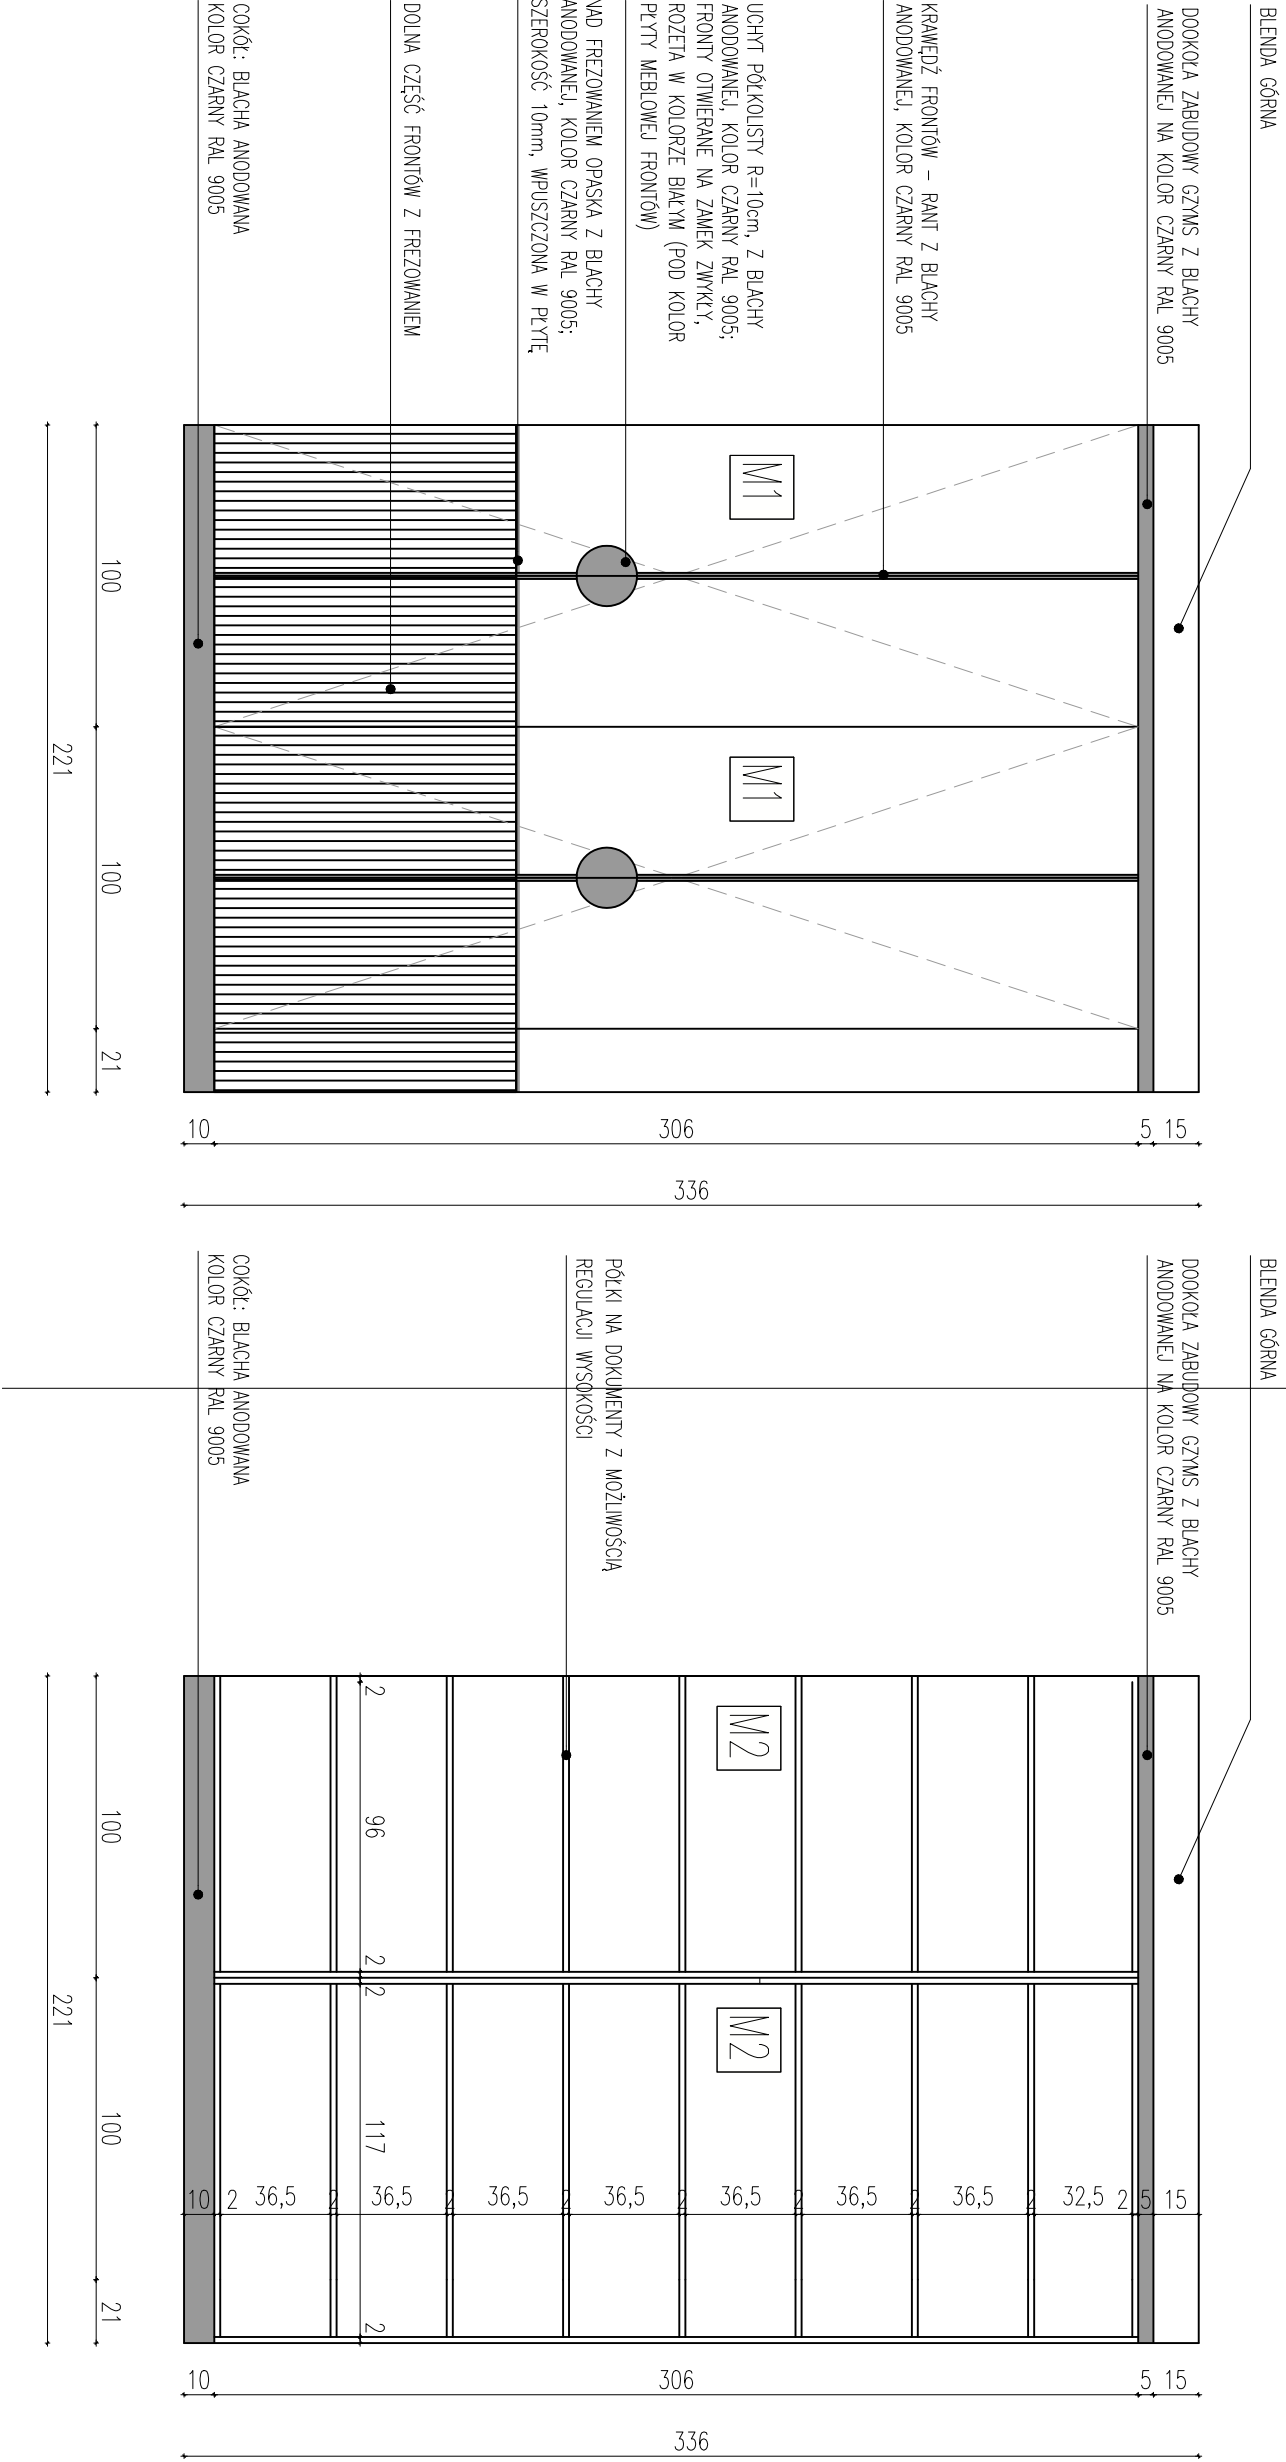 BLENDA GÓRNA
DOOKOŁA ZABUDOWY GZYMS Z BLACHY
ANODOWANEJ NA KOLOR CZARNY RAL 9005
KRAWĘDŹ FRONTÓW – RANT Z BLACHY
ANODOWANEJ, KOLOR CZARNY RAL 9005
UCHYT PÓŁKOLISTY R=10cm, Z BLACHY
ANODOWANEJ, KOLOR CZARNY RAL 9005;
FRONTY OTWIERANE NA ZAMEK ZWYKŁY,
ROZETA W KOLORZE BIAŁYM (POD KOLOR
PŁYTY MEBLOWEJ FRONTÓW)
NAD FREZOWANIEM OPASKA Z BLACHY
ANODOWANEJ, KOLOR CZARNY RAL 9005;
SZEROKOŚĆ 10mm, WPUSZCZONA W PŁYTĘ
DOLNA CZĘŚĆ FRONTÓW Z FREZOWANIEM
COKÓŁ: BLACHA ANODOWANA
KOLOR CZARNY RAL 9005
M1
M1
100
100
21
221
15
5
306
10
336
BLENDA GÓRNA
DOOKOŁA ZABUDOWY GZYMS Z BLACHY
ANODOWANEJ NA KOLOR CZARNY RAL 9005
PÓŁKI NA DOKUMENTY Z MOŻLIWOŚCIĄ
REGULACJI WYSOKOŚCI
COKÓŁ: BLACHA ANODOWANA
KOLOR CZARNY RAL 9005
M2
M2
2
96
2
2
117
2
15
5
2
32,5
2
36,5
2
36,5
2
36,5
2
36,5
2
36,5
2
36,5
2
36,5
2
10
100
100
21
221
15
5
306
10
336